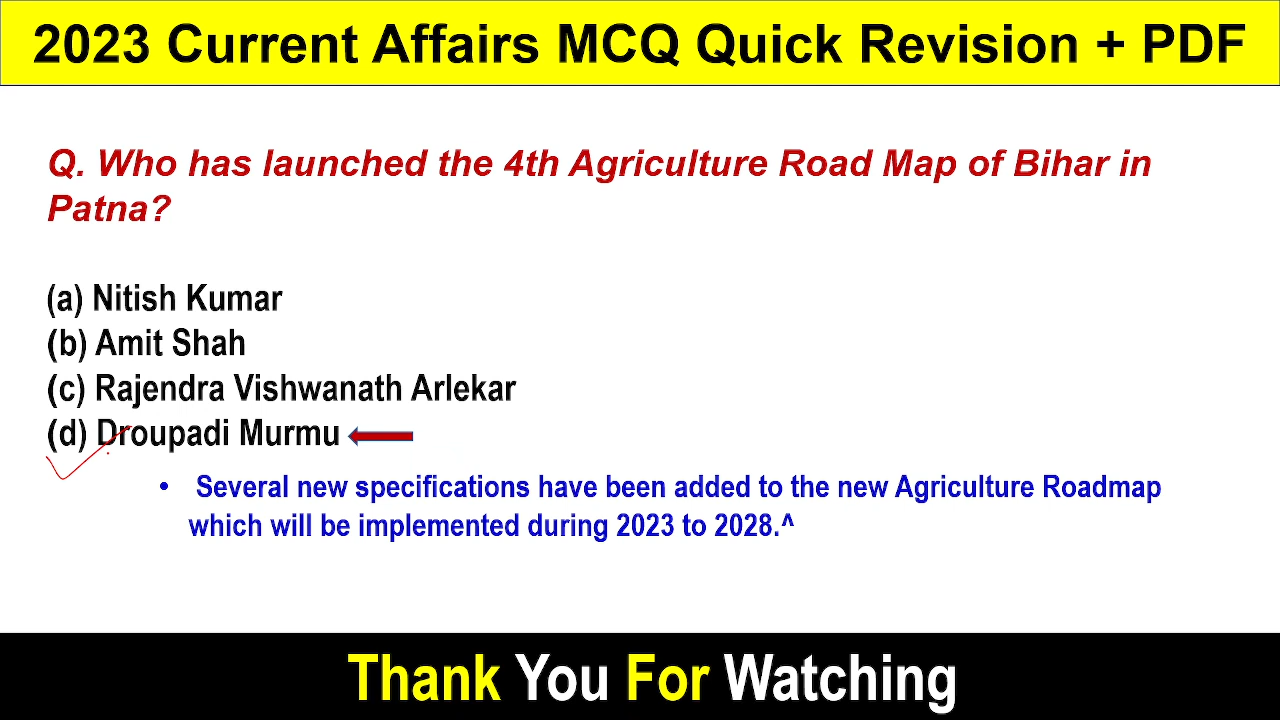 2023 Current Affairs MCQ Quick Revision + PDF
Q. Who has launched the 4th Agriculture Road Map of Bihar in
Patna?
(a) Nitish Kumar
(b) Amit Shah
(c) Rajendra Vishwanath Arlekar
(d) Droupadi Murmu
• Several new specifications have been added to the new Agriculture Roadmap
which will be implemented during 2023 to 2028.^
Thank You For Watching